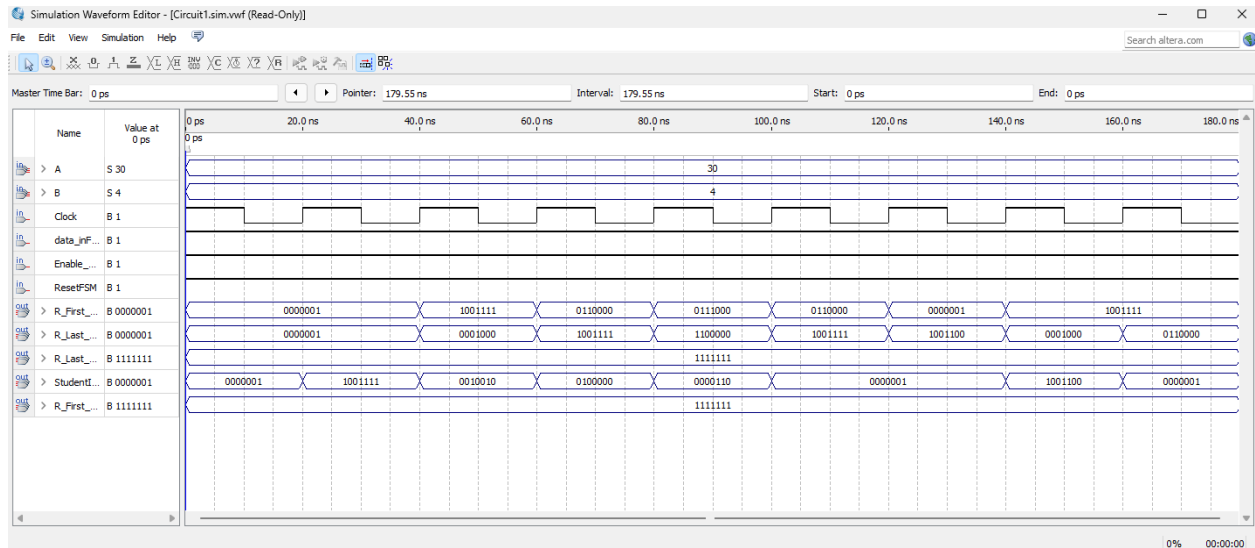 Simulation Waveform Editor - [Circuit1.sim.vwf (Read-Only)]
File Edit View Simulation Help
Search altera.com
Master Time Bar: 0 ps Pointer: 179.55 ns Interval: 179.55 ns Start: 0 ps End: 0 ps
Name Value at 0 ps
0 ps 20.0 ns 40.0 ns 60.0 ns 80.0 ns 100.0 ns 120.0 ns 140.0 ns 160.0 ns 180.0 ns
0 ps
A S 30 30
B S 4 4
Clock B 1
data_inF... B 1
Enable_... B 1
ResetFSM B 1
R_First_... B 0000001 0000001 1001111 0110000 0111000 0110000 0000001 1001111
R_Last_... B 0000001 0000001 0001000 1001111 1100000 1001111 1001100 0001000 0110000
R_Last_... B 1111111 1111111
StudentI... B 0000001 0000001 1001111 0010010 0100000 0000110 0000001 1001100 0000001
R_First_... B 1111111 1111111
0% 00:00:00